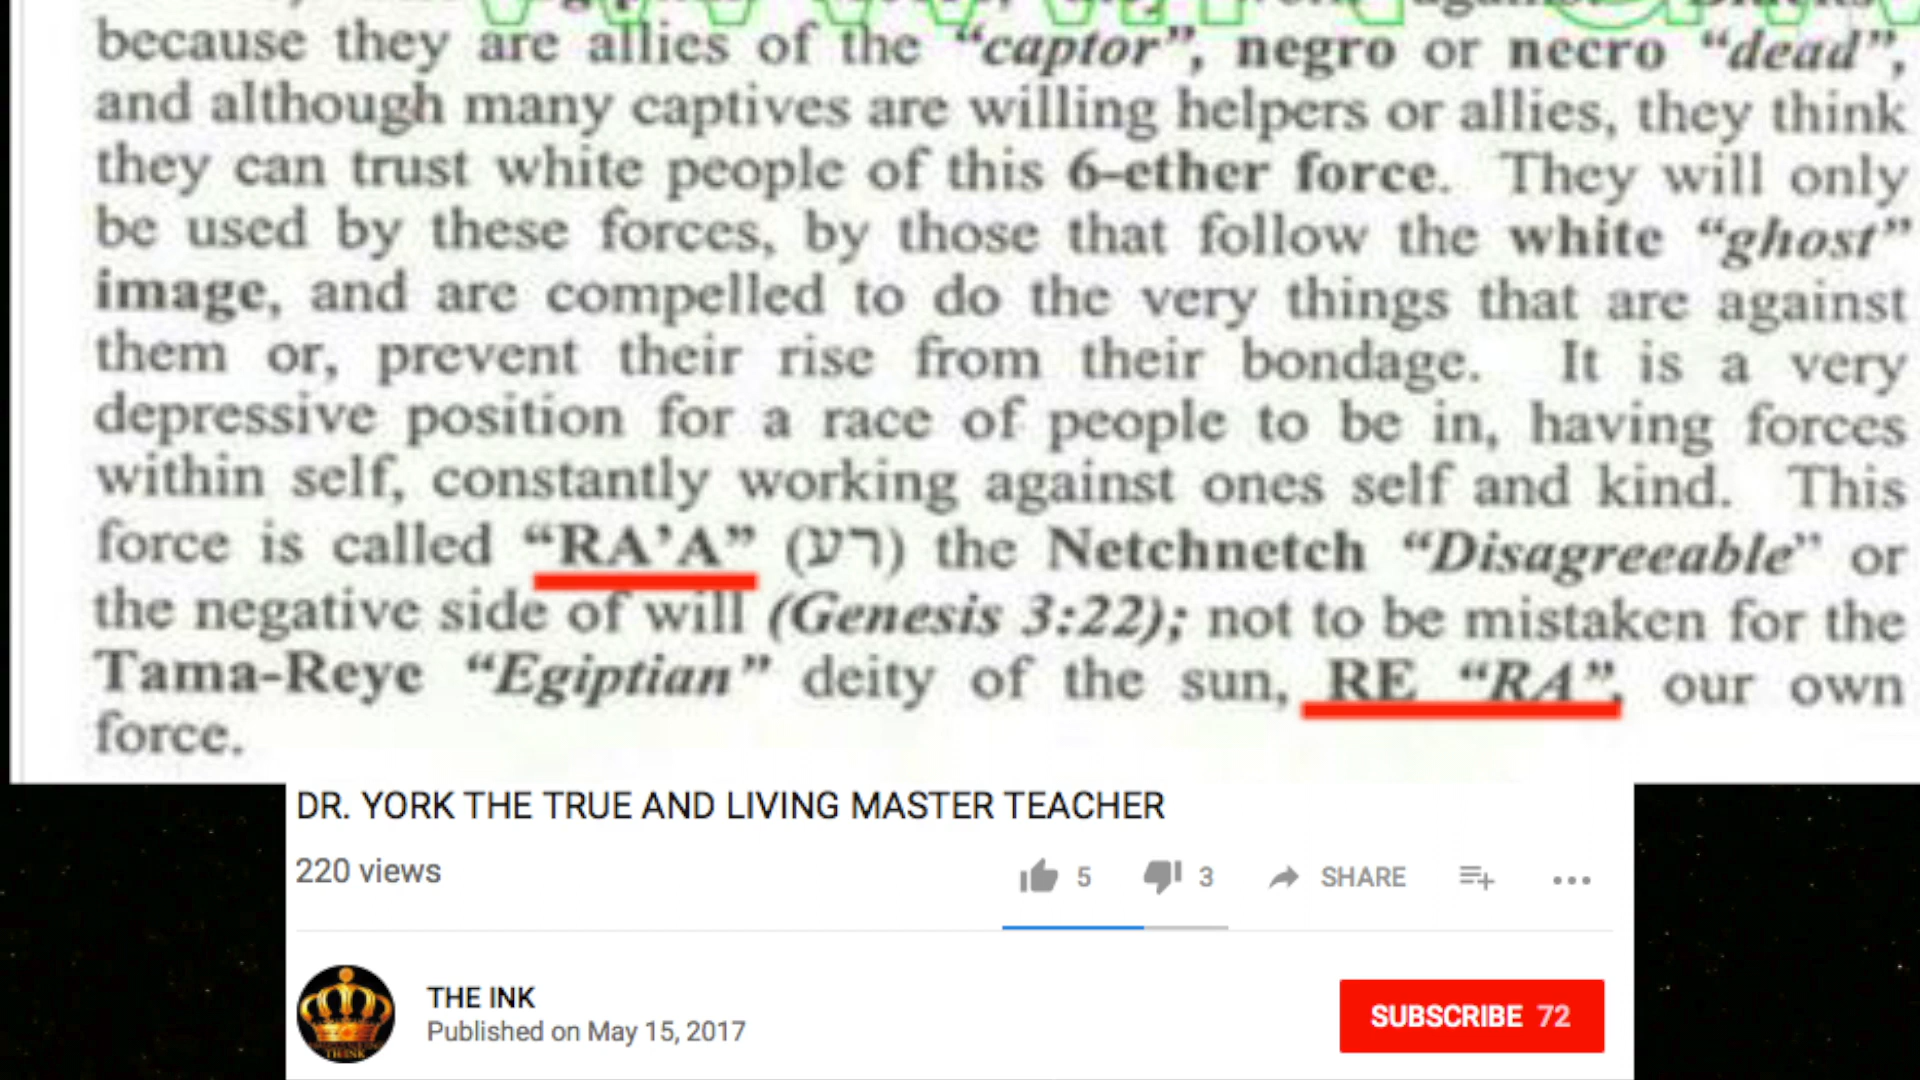 because they are allies of the “captor”, negro or necro “dead”,
and although many captives are willing helpers or allies, they think
they can trust white people of this 6-ether force. They will only
be used by these forces, by those that follow the white “ghost”
image, and are compelled to do the very things that are against
them or, prevent their rise from their bondage. It is a very
depressive position for a race of people to be in, having forces
within self, constantly working against ones self and kind. This
force is called “RA’A” (רע) the Netchnetch “Disagreeable” or
the negative side of will (Genesis 3:22); not to be mistaken for the
Tama-Reye “Egiptian” deity of the sun, RE “RA”, our own
force.
DR. YORK THE TRUE AND LIVING MASTER TEACHER
220 views
5 3 SHARE
THE INK
Published on May 15, 2017
SUBSCRIBE 72